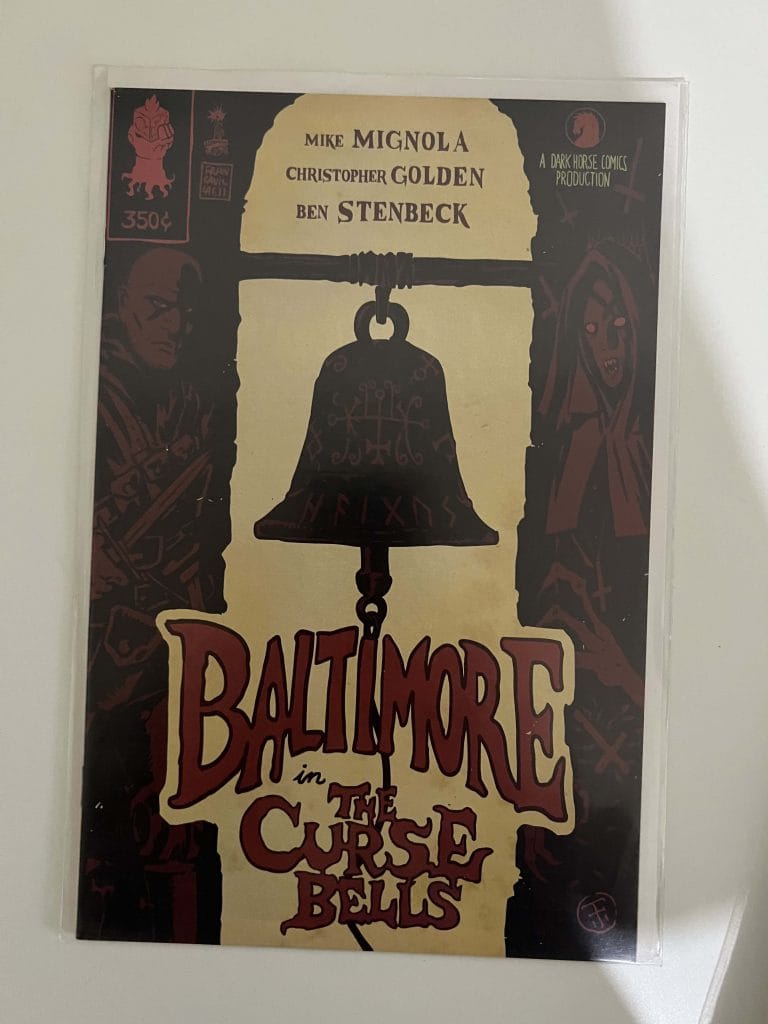 MIKE MIGNOLA
CHRISTOPHER GOLDEN
BEN STENBECK
350¢
A DARK HORSE COMICS
PRODUCTION
BALTIMORE
in THE
CURSE
BELLS